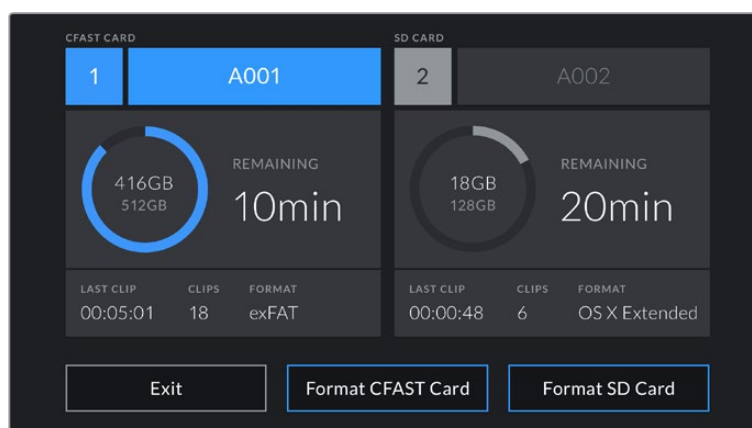 CFAST CARD
1
A001
416GB
512GB
REMAINING
10min
LAST CLIP
CLIPS
FORMAT
00:05:01
18
exFAT
SD CARD
2
A002
18GB
128GB
REMAINING
20min
LAST CLIP
CLIPS
FORMAT
00:00:48
6
OS X Extended
Exit
Format CFAST Card
Format SD Card